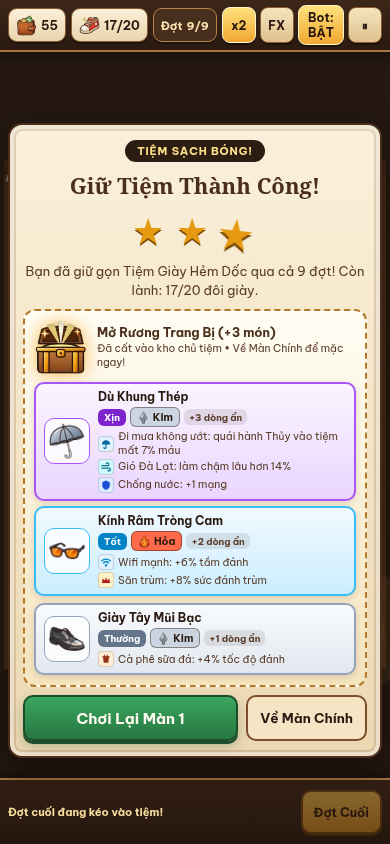 55
17/20
Đợt 9/9
x2
FX
Bot:
BẬT
TIỆM SẠCH BÓNG!
Giữ Tiệm Thành Công!
Bạn đã giữ gọn Tiệm Giày Hẻm Dốc qua cả 9 đợt! Còn
lành: 17/20 đôi giày.
Mở Rương Trang Bị (+3 món)
Đã cất vào kho chủ tiệm • Về Màn Chính để mặc
ngay!
Dù Khung Thép
Xịn
Kim
+3 dòng ẩn
Đi mưa không ướt: quái hành Thủy vào tiệm
mất 7% máu
Gió Đà Lạt: làm chậm lâu hơn 14%
Chống nước: +1 mạng
Kính Râm Tròng Cam
Tốt
Hỏa
+2 dòng ẩn
Wifi mạnh: +6% tầm đánh
Săn trùm: +8% sức đánh trùm
Giày Tây Mũi Bạc
Thường
Kim
+1 dòng ẩn
Cà phê sữa đá: +4% tốc độ đánh
Chơi Lại Màn 1
Về Màn Chính
Đợt cuối đang kéo vào tiệm!
Đợt Cuối